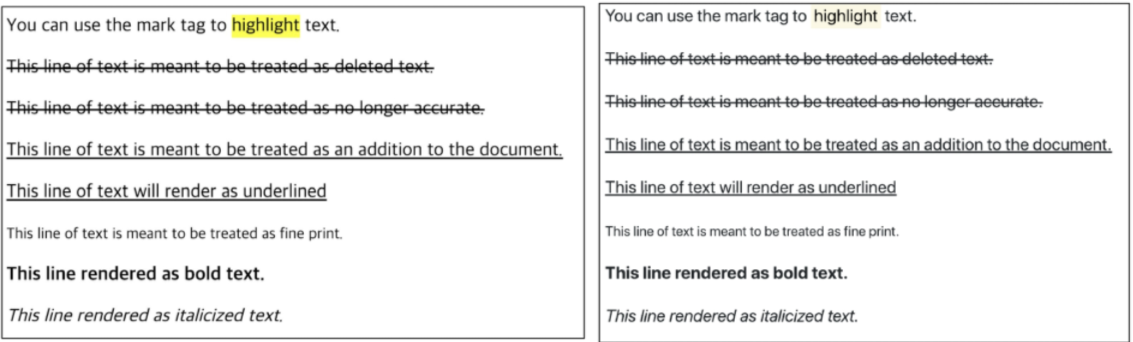 You can use the mark tag to highlight text.
This line of text is meant to be treated as deleted text.
This line of text is meant to be treated as no longer accurate.
This line of text is meant to be treated as an addition to the document.
This line of text will render as underlined
This line of text is meant to be treated as fine print.
This line rendered as bold text.
This line rendered as italicized text.
You can use the mark tag to highlight text.
This line of text is meant to be treated as deleted text.
This line of text is meant to be treated as no longer accurate.
This line of text is meant to be treated as an addition to the document.
This line of text will render as underlined
This line of text is meant to be treated as fine print.
This line rendered as bold text.
This line rendered as italicized text.